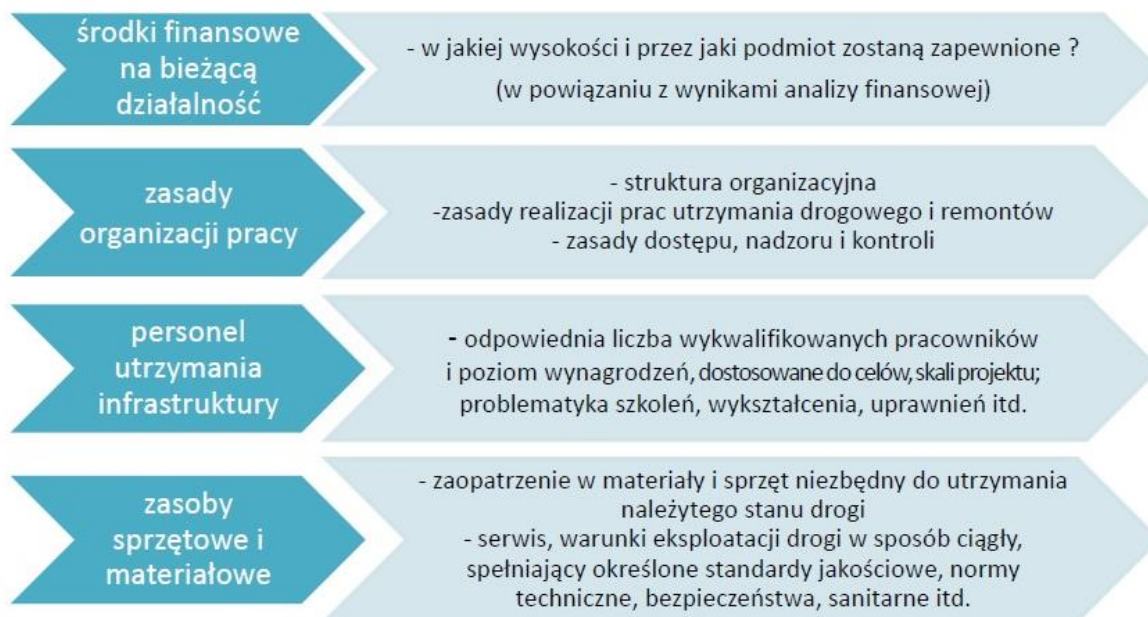 środki finansowe
na bieżącą
działalność
- w jakiej wysokości i przez jaki podmiot zostaną zapewnione ?
(w powiązaniu z wynikami analizy finansowej)
zasady
organizacji pracy
- struktura organizacyjna
-zasady realizacji prac utrzymania drogowego i remontów
- zasady dostępu, nadzoru i kontroli
personel
utrzymania
infrastruktury
- odpowiednia liczba wykwalifikowanych pracowników
i poziom wynagrodzeń, dostosowane do celów, skali projektu;
problematyka szkoleń, wykształcenia, uprawnień itd.
zasoby
sprzętowe i
materiałowe
- zaopatrzenie w materiały i sprzęt niezbędny do utrzymania
należytego stanu drogi
- serwis, warunki eksploatacji drogi w sposób ciągły,
spełniający określone standardy jakościowe, normy
techniczne, bezpieczeństwa, sanitarne itd.